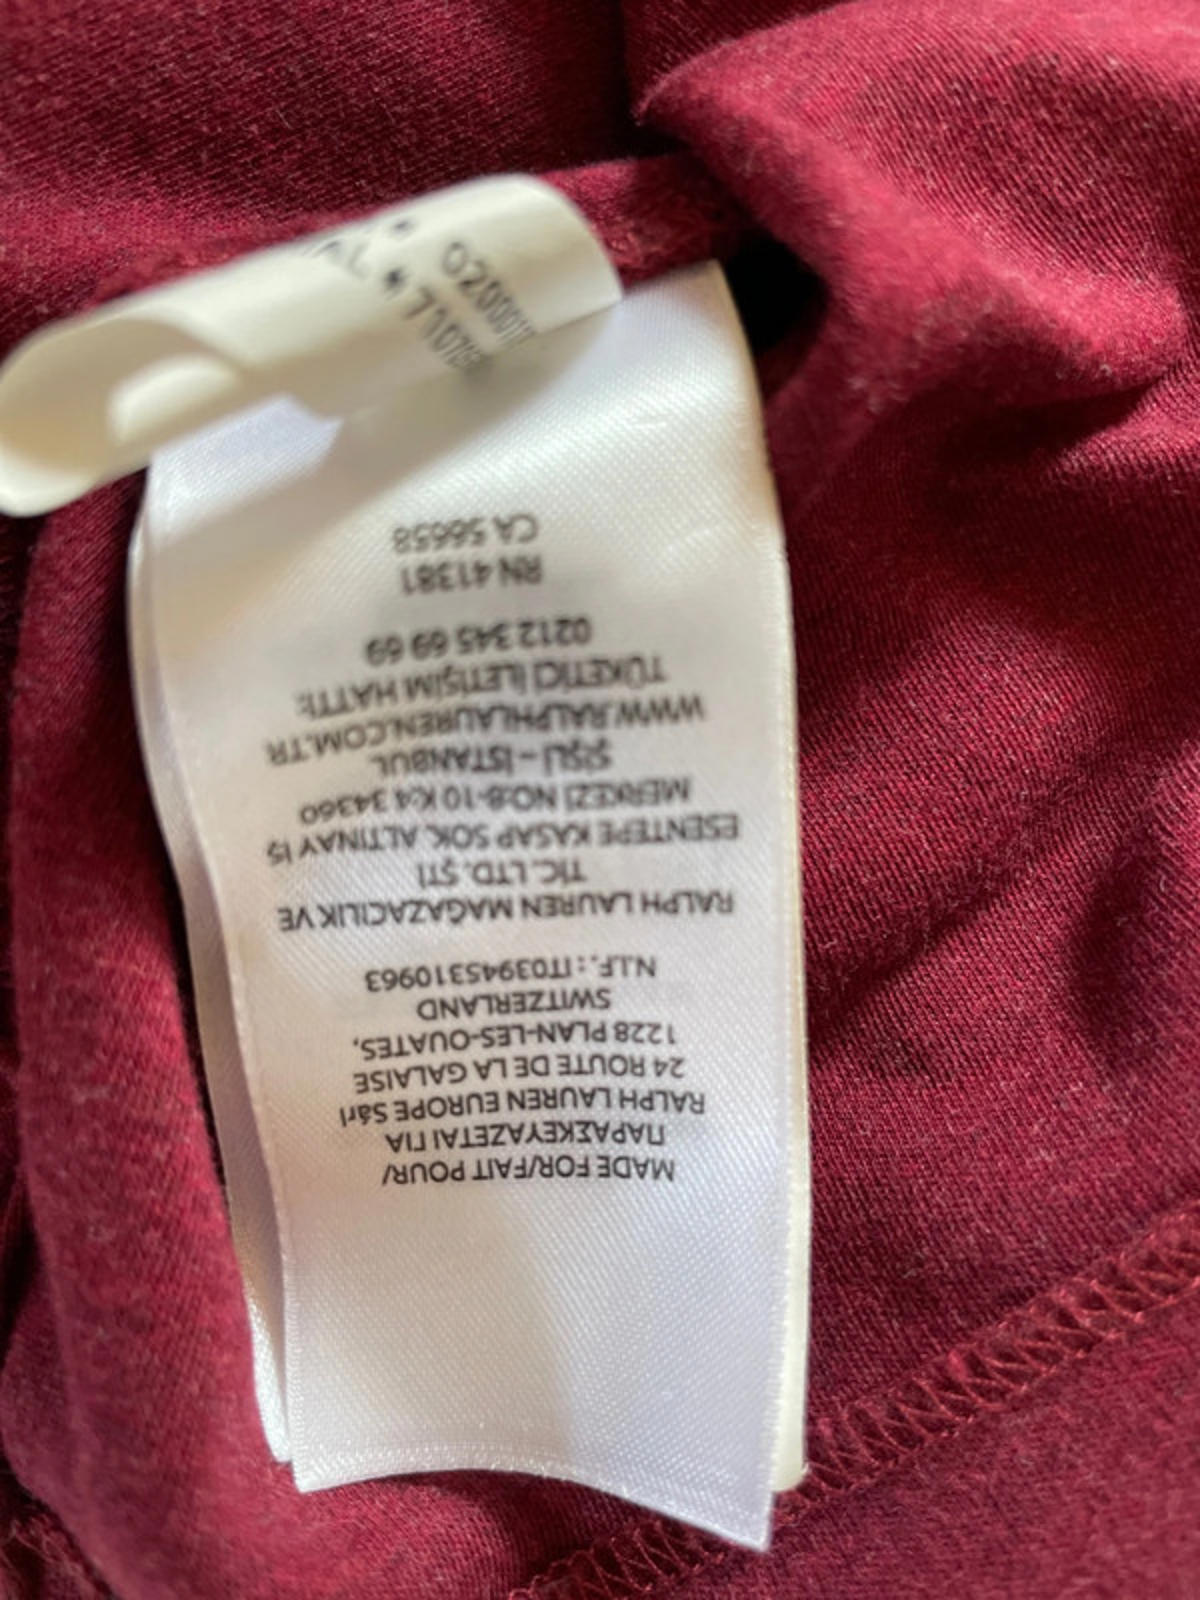 MADE FOR/FAIT POUR/
ΠΑΡΑΣΚΕΥΑΖΕΤΑΙ ΓΙΑ
RALPH LAUREN EUROPE Sárl
24 ROUTE DE LA GALAISE
1228 PLAN-LES-OUATES,
SWITZERLAND
N.I.F.: IT03945310963
RALPH LAUREN MAĞAZACILIK VE
TİC. LTD. ŞTİ
ESENTEPE KASAP SOK. ALTINAY İŞ
MERKEZİ NO:8-10 K:4 34360
ŞİŞLİ - İSTANBUL
WWW.RALPHLAUREN.COM.TR
TÜKETİCİ İLETİŞİM HATTI:
0212 345 69 69
RN 41381
CA 56658